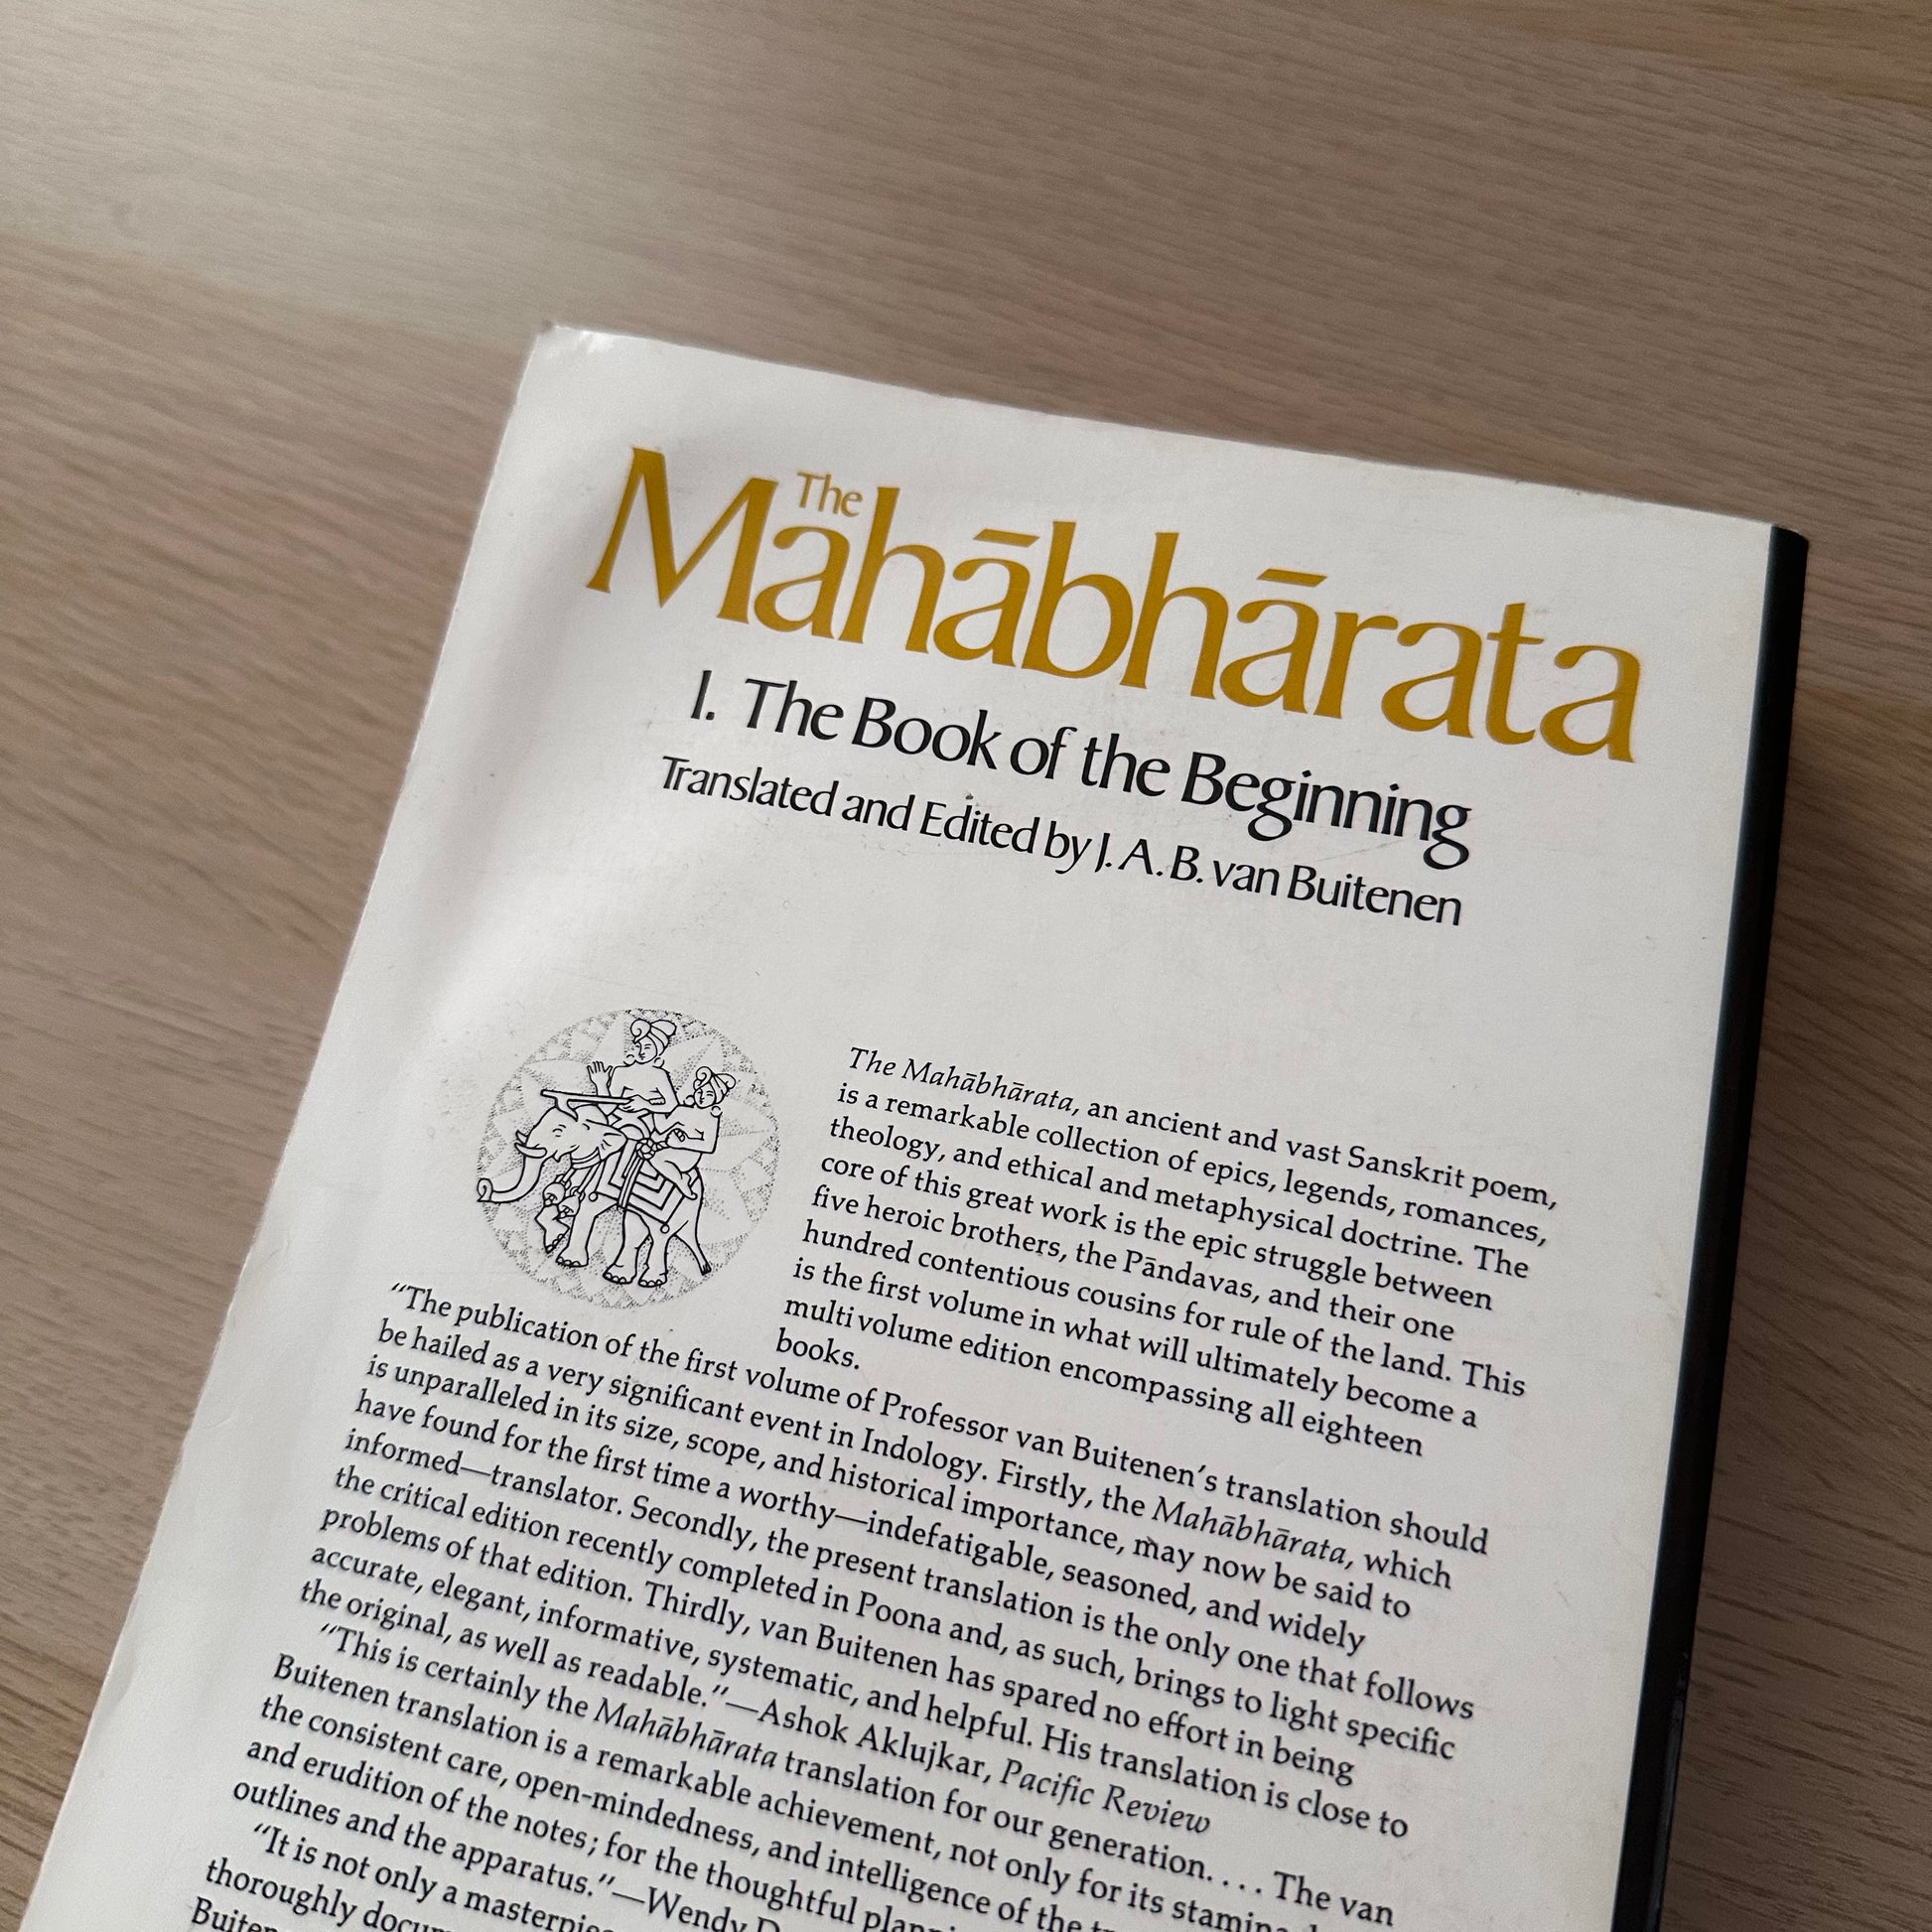 The
Mahābhārata
I. The Book of the Beginning
Translated and Edited by J. A. B. van Buitenen
The Mahābhārata, an ancient and vast Sanskrit poem,
is a remarkable collection of epics, legends, romances,
theology, and ethical and metaphysical doctrine. The
core of this great work is the epic struggle between
five heroic brothers, the Pāndavas, and their one
hundred contentious cousins for rule of the land. This
is the first volume in what will ultimately become a
multivolume edition encompassing all eighteen
books.
“The publication of the first volume of Professor van Buitenen’s translation should
be hailed as a very significant event in Indology. Firstly, the Mahābhārata, which
is unparalleled in its size, scope, and historical importance, may now be said to
have found for the first time a worthy—indefatigable, seasoned, and widely
informed—translator. Secondly, the present translation is the only one that follows
the critical edition recently completed in Poona and, as such, brings to light specific
problems of that edition. Thirdly, van Buitenen has spared no effort in being
accurate, elegant, informative, systematic, and helpful. His translation is close to
the original, as well as readable.”—Ashok Aklujkar, Pacific Review
“This is certainly the Mahābhārata translation for our generation. . . . The van
Buitenen translation is a remarkable achievement, not only for its stamina,
the consistent care, open-mindedness, and intelligence of the
and erudition of the notes; for the thoughtful
outlines and the apparatus.”—Wendy
“It is not only a
thoroughly